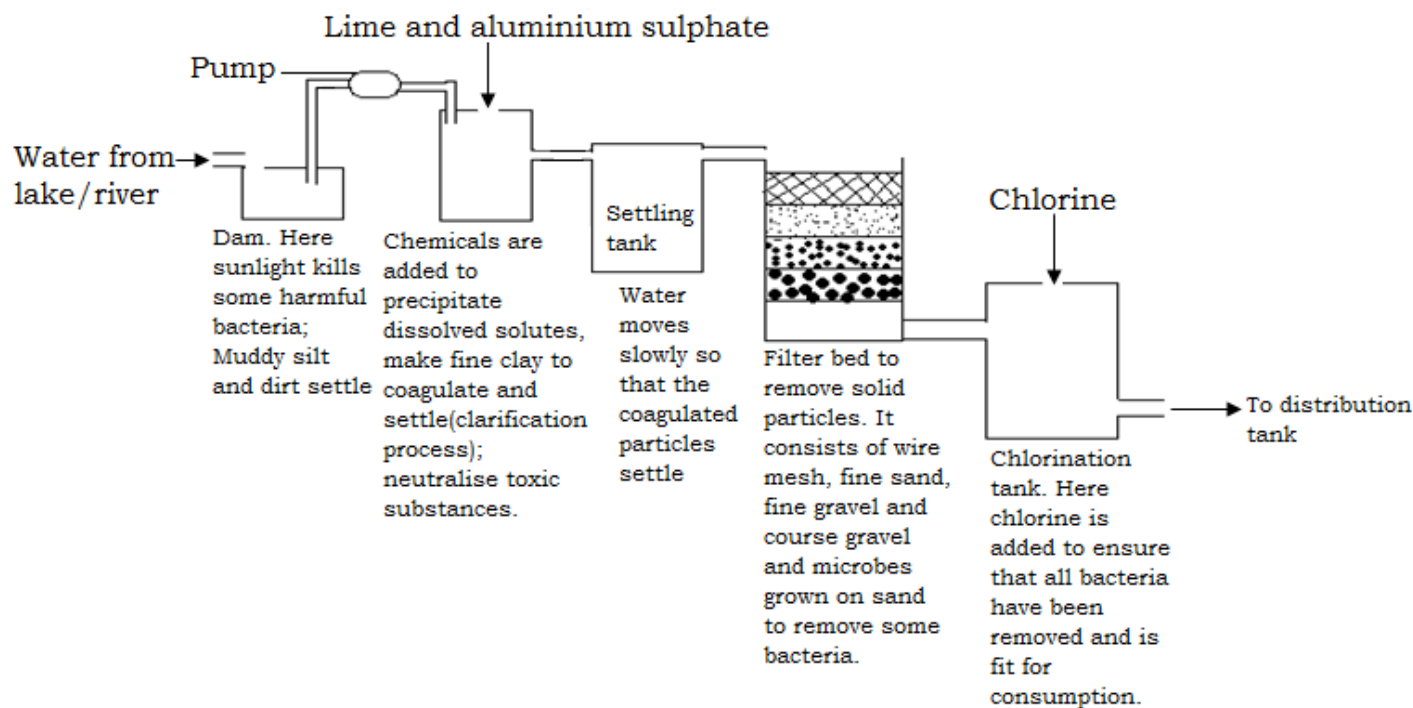 Lime and aluminium sulphate
Pump
Water from
lake/river
Dam. Here
sunlight kills
some harmful
bacteria;
Muddy silt
and dirt settle
Chemicals are
added to
precipitate
dissolved solutes,
make fine clay to
coagulate and
settle(clarification
process);
neutralise toxic
substances.
Settling
tank
Water
moves
slowly so
that the
coagulated
particles
settle
Filter bed to
remove solid
particles. It
consists of wire
mesh, fine sand,
fine gravel and
course gravel
and microbes
grown on sand
to remove some
bacteria.
Chlorine
Chlorination
tank. Here
chlorine is
added to ensure
that all bacteria
have been
removed and is
fit for
consumption.
To distribution
tank